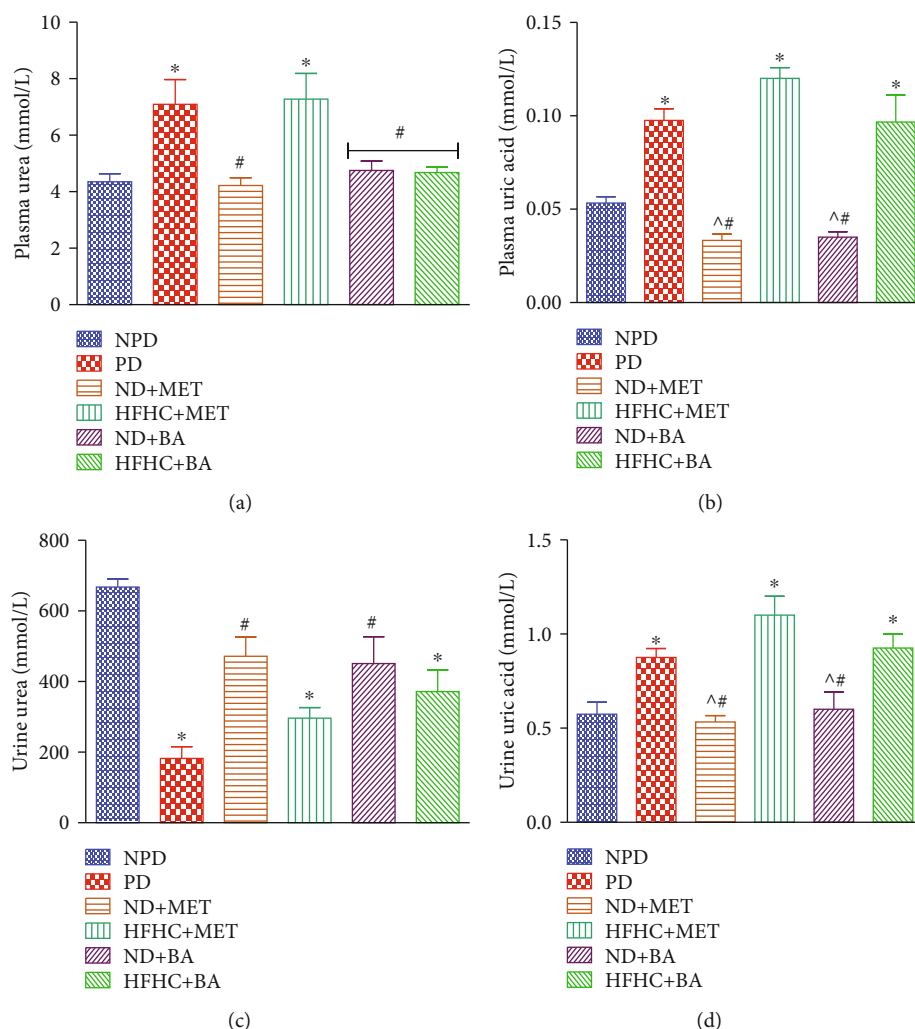 10
8
6
4
2
0
Plasma urea (mmol/L)
*
#
*
#
NPD
PD
ND+MET
HFHC+MET
ND+BA
HFHC+BA
(a)
0.15
0.10
0.05
0.00
Plasma uric acid (mmol/L)
*
^#
*
^#
*
NPD
PD
ND+MET
HFHC+MET
ND+BA
HFHC+BA
(b)
800
600
400
200
0
Urine urea (mmol/L)
*
#
*
#
*
NPD
PD
ND+MET
HFHC+MET
ND+BA
HFHC+BA
(c)
1.5
1.0
0.5
0.0
Urine uric acid (mmol/L)
*
^#
*
^#
*
NPD
PD
ND+MET
HFHC+MET
ND+BA
HFHC+BA
(d)